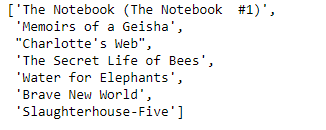 ['The Notebook (The Notebook  #1)',
'Memoirs of a Geisha',
"Charlotte's Web",
'The Secret Life of Bees',
'Water for Elephants',
'Brave New World',
'Slaughterhouse-Five']